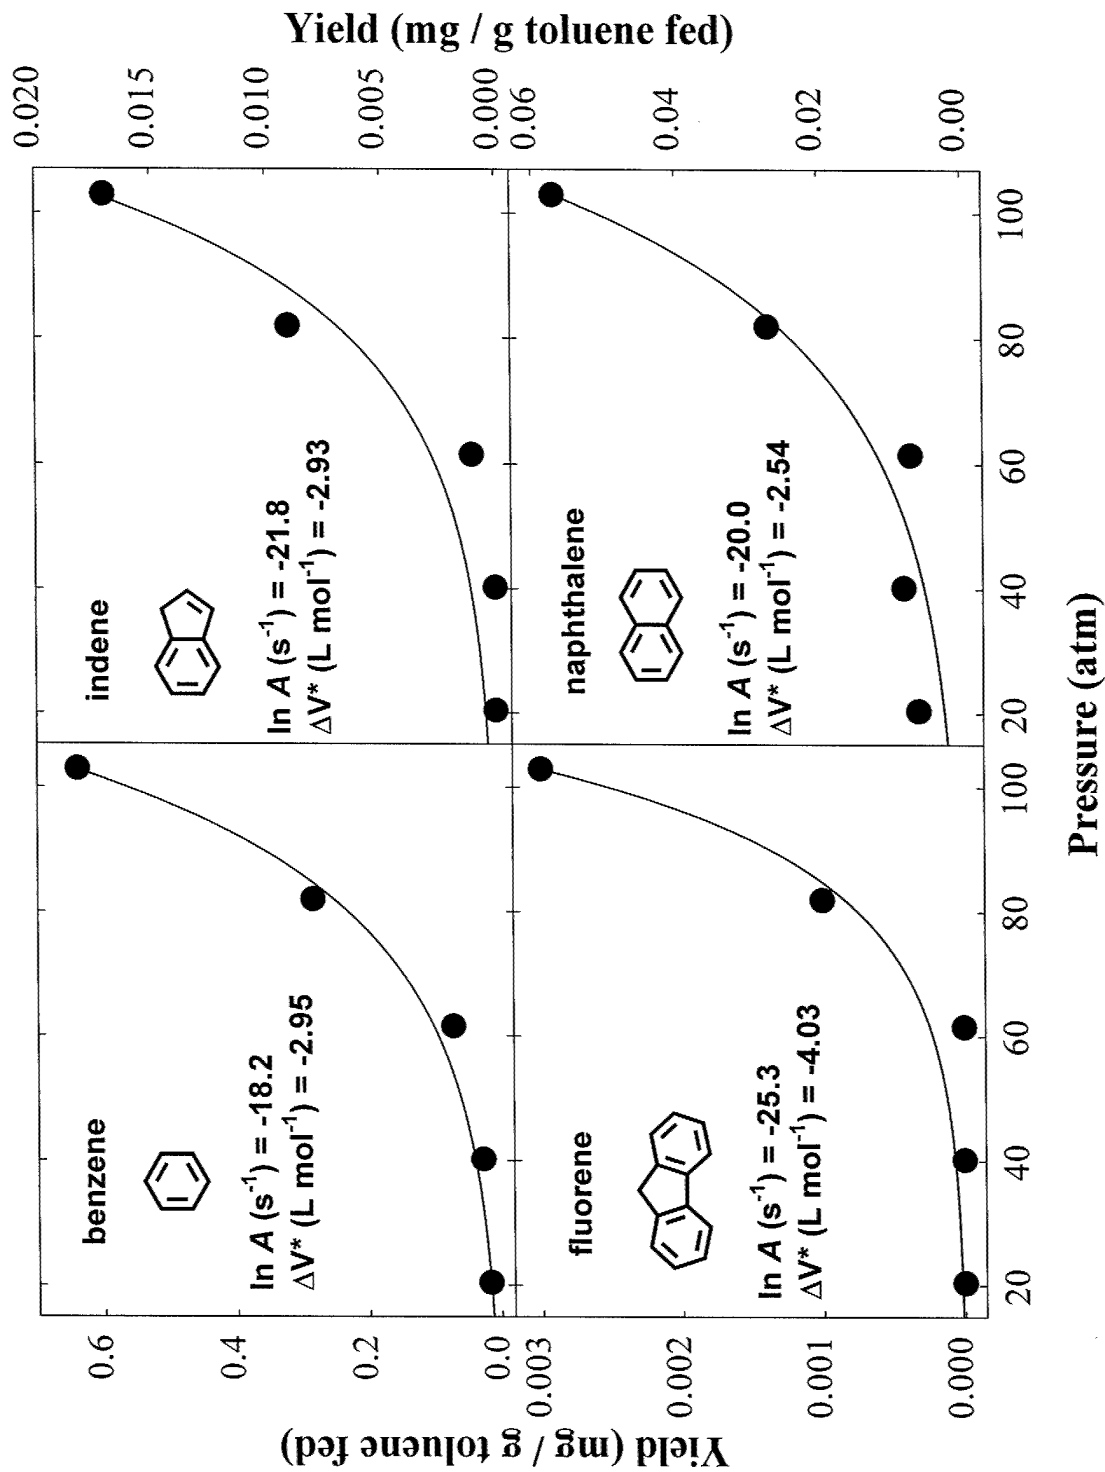 Yield (mg / g toluene fed)
0.6
0.4
0.2
0.0
benzene
ln A (s⁻¹) = -18.2
ΔV* (L mol⁻¹) = -2.95
indene
ln A (s⁻¹) = -21.8
ΔV* (L mol⁻¹) = -2.93
0.020
0.015
0.010
0.005
0.000
0.003
0.002
0.001
0.000
fluorene
ln A (s⁻¹) = -25.3
ΔV* (L mol⁻¹) = -4.03
naphthalene
ln A (s⁻¹) = -20.0
ΔV* (L mol⁻¹) = -2.54
0.06
0.04
0.02
0.00
Yield (mg / g toluene fed)
20 40 60 80 100 20 40 60 80 100
Pressure (atm)